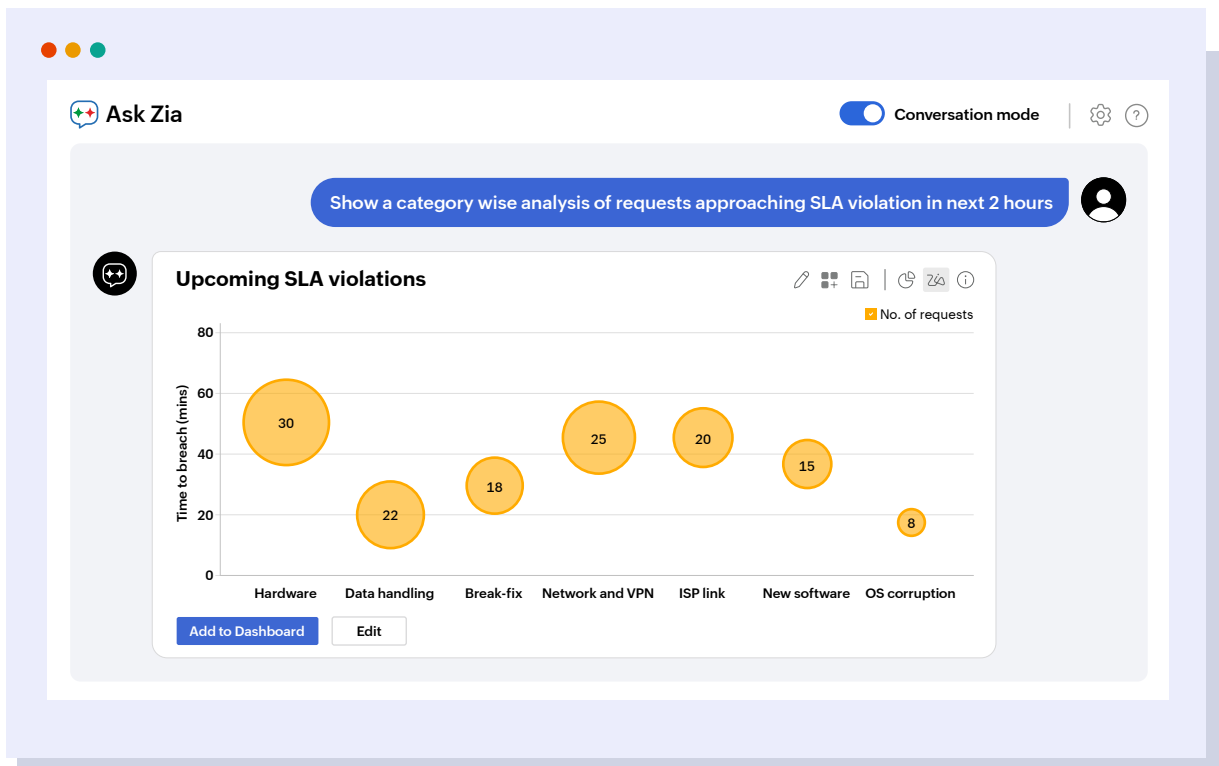 Ask Zia
Conversation mode
?
Show a category wise analysis of requests approaching SLA violation in next 2 hours
Upcoming SLA violations
Zia
No. of requests
Time to breach (mins)
80
60
40
20
0
30
22
18
25
20
15
8
Hardware
Data handling
Break-fix
Network and VPN
ISP link
New software
OS corruption
Add to Dashboard
Edit